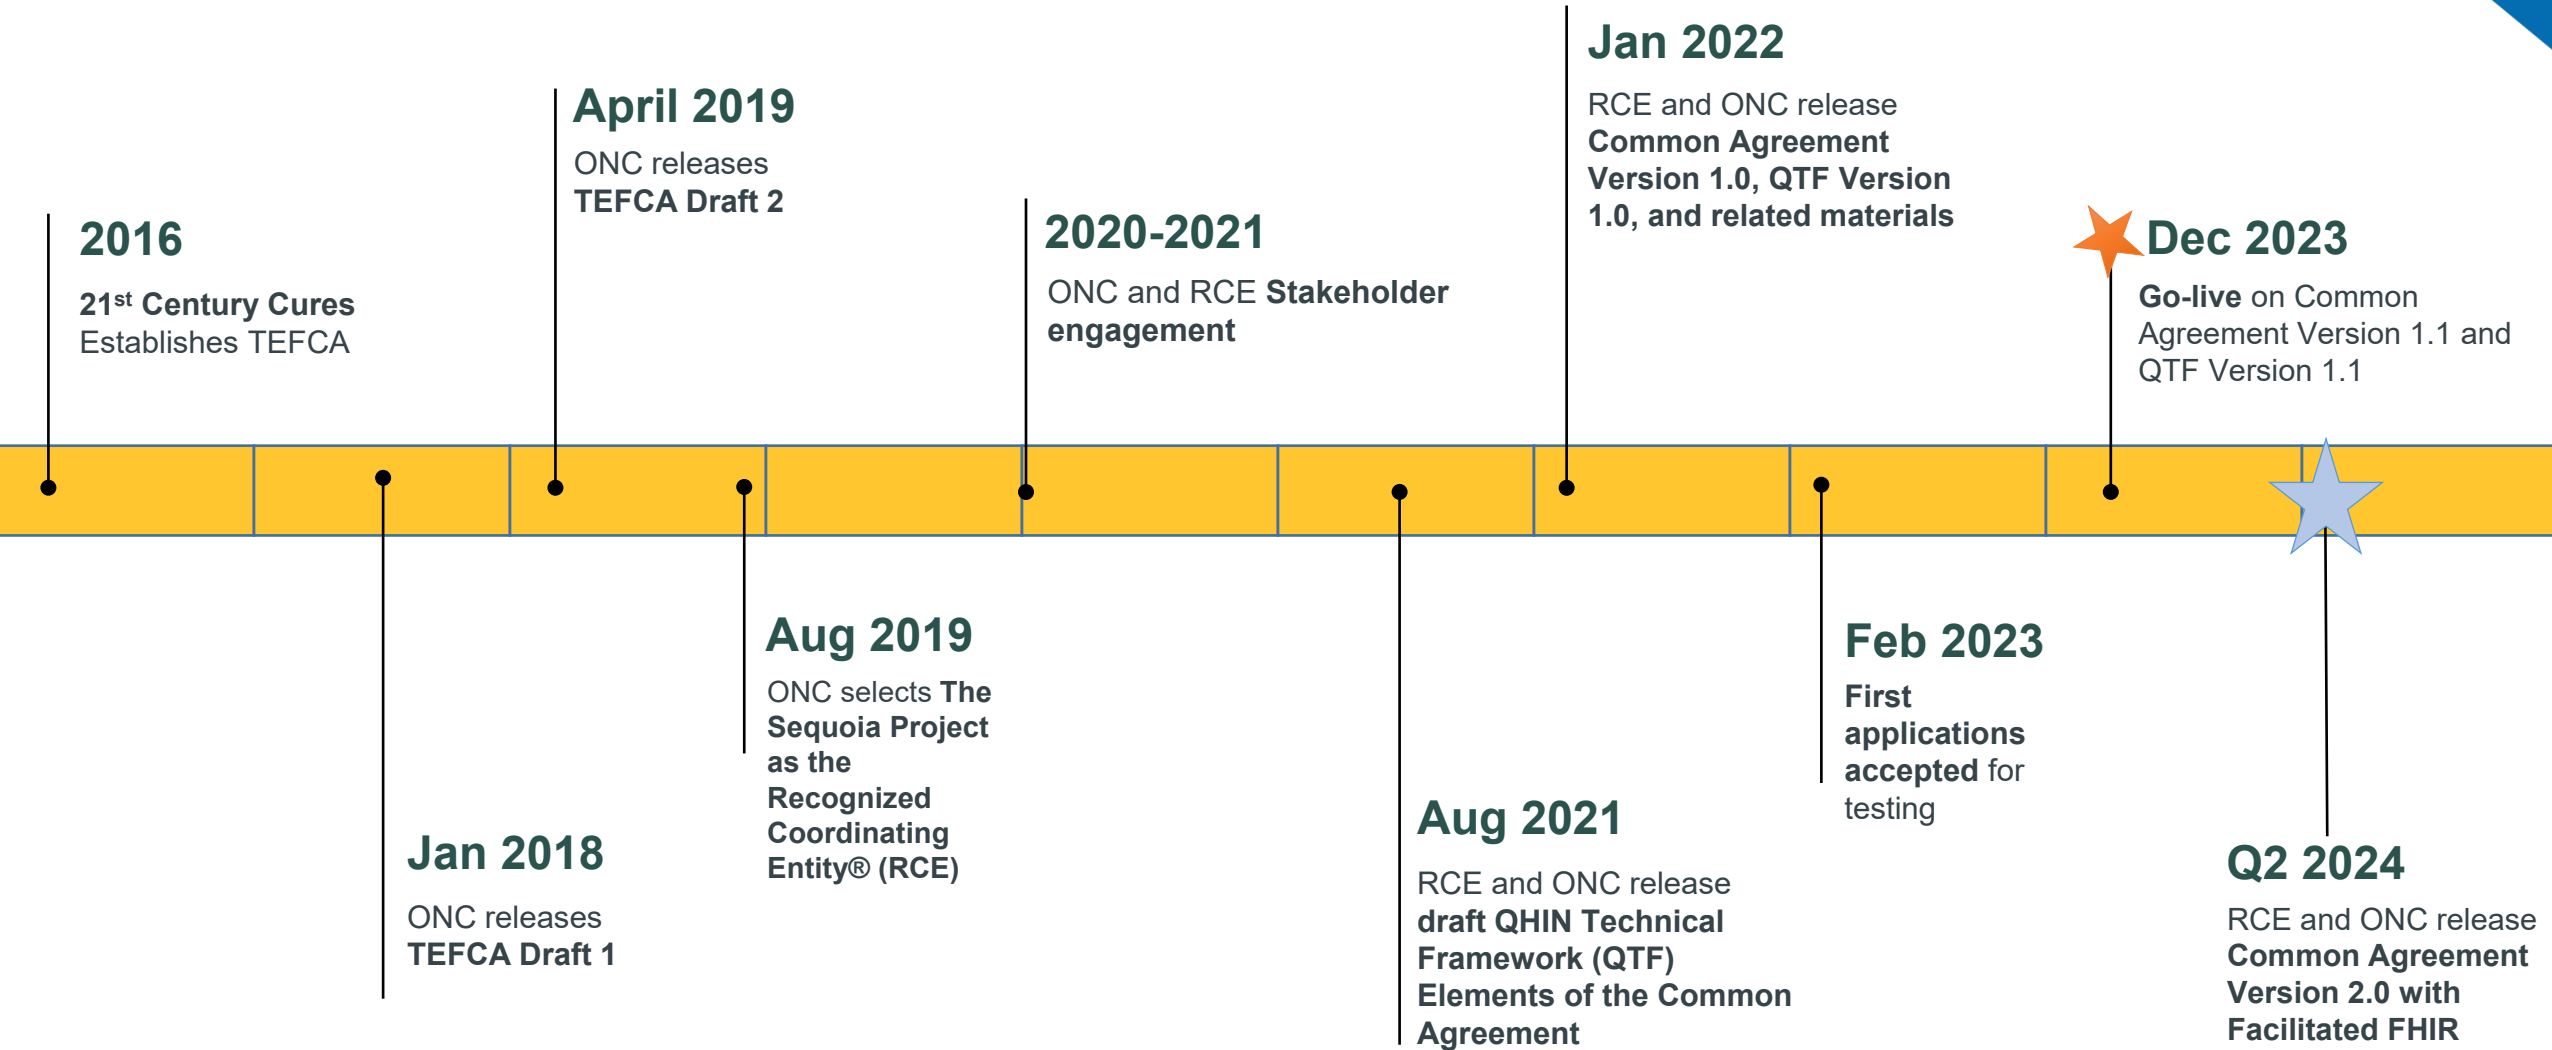 2016
21st Century Cures
Establishes TEFCA
Jan 2018
ONC releases
TEFCA Draft 1
April 2019
ONC releases
TEFCA Draft 2
Aug 2019
ONC selects The
Sequoia Project
as the
Recognized
Coordinating
Entity® (RCE)
2020-2021
ONC and RCE Stakeholder
engagement
Aug 2021
RCE and ONC release
draft QHIN Technical
Framework (QTF)
Elements of the Common
Agreement
Jan 2022
RCE and ONC release
Common Agreement
Version 1.0, QTF Version
1.0, and related materials
Feb 2023
First
applications
accepted for
testing
Dec 2023
Go-live on Common
Agreement Version 1.1 and
QTF Version 1.1
Q2 2024
RCE and ONC release
Common Agreement
Version 2.0 with
Facilitated FHIR